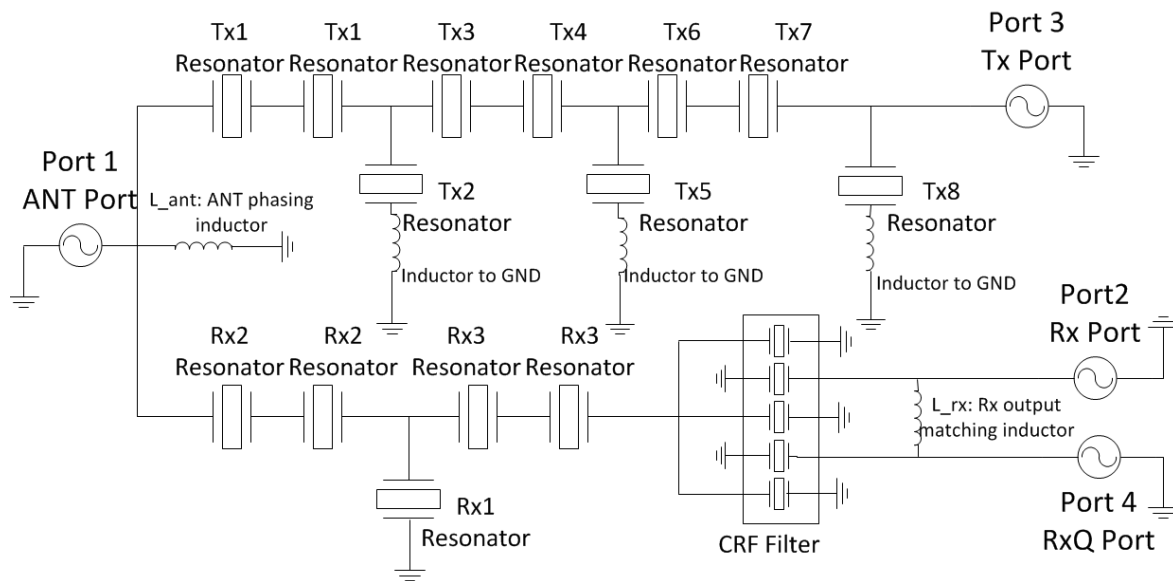 Tx1 Tx1 Tx3 Tx4 Tx6 Tx7
Resonator Resonator Resonator Resonator Resonator Resonator
Port 3
Tx Port
Port 1
ANT Port
L_ant: ANT phasing
inductor
Tx2
Resonator
Inductor to GND
Tx5
Resonator
Inductor to GND
Tx8
Resonator
Inductor to GND
Rx2 Rx2 Rx3 Rx3
Resonator Resonator Resonator Resonator
Port2
Rx Port
L_rx: Rx output
matching inductor
Rx1
Resonator
CRF Filter
Port 4
RxQ Port